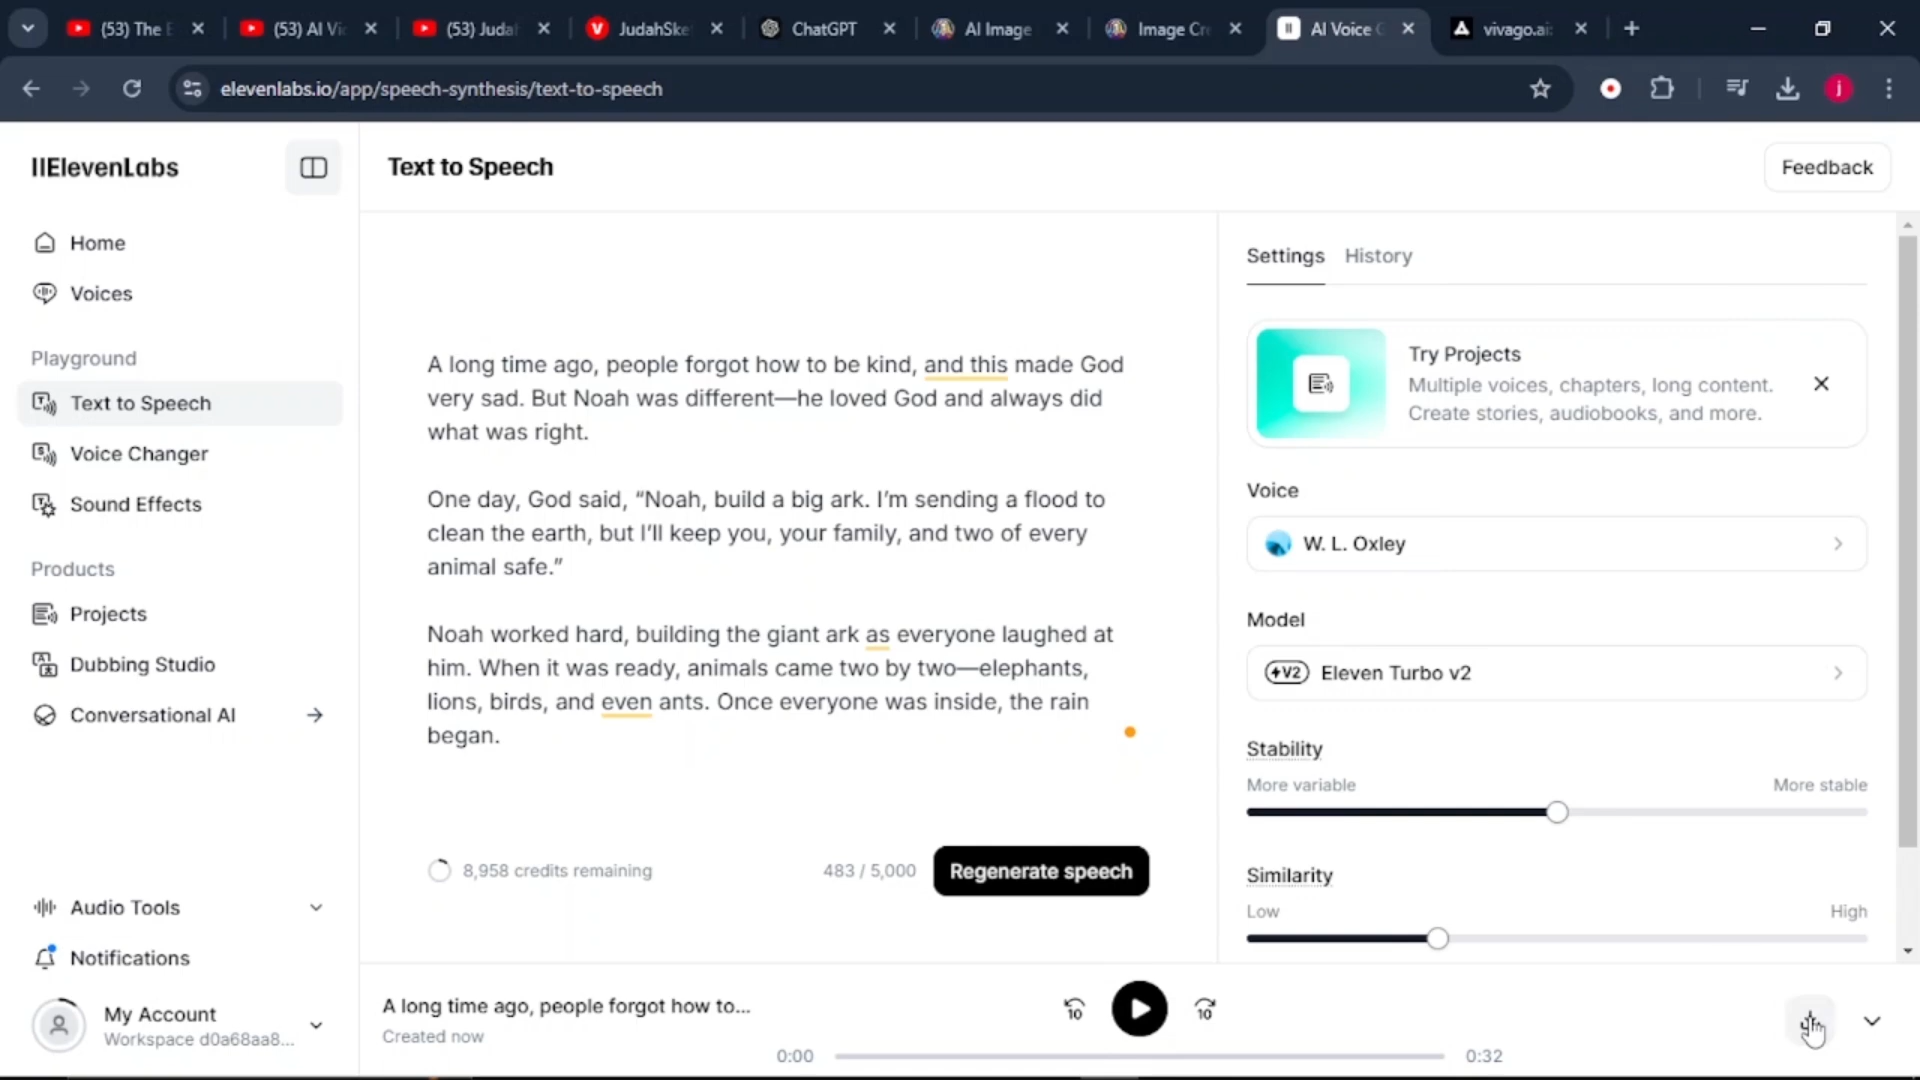 (53) The E
(53) AI Vi
(53) Judah
JudahSke
ChatGPT
AI Image
Image Cre
AI Voice G
vivago.ai:
elevenlabs.io/app/speech-synthesis/text-to-speech
j
IIElevenLabs
Text to Speech
Feedback
Home
Voices
Playground
Text to Speech
Voice Changer
Sound Effects
Products
Projects
Dubbing Studio
Conversational AI
Audio Tools
Notifications
My Account
Workspace d0a68aa8...
A long time ago, people forgot how to be kind, and this made God
very sad. But Noah was different—he loved God and always did
what was right.
One day, God said, “Noah, build a big ark. I’m sending a flood to
clean the earth, but I’ll keep you, your family, and two of every
animal safe.”
Noah worked hard, building the giant ark as everyone laughed at
him. When it was ready, animals came two by two—elephants,
lions, birds, and even ants. Once everyone was inside, the rain
began.
8,958 credits remaining
483 / 5,000
Regenerate speech
Settings
History
Try Projects
Multiple voices, chapters, long content.
Create stories, audiobooks, and more.
Voice
W. L. Oxley
Model
V2
Eleven Turbo v2
Stability
More variable
More stable
Similarity
Low
High
A long time ago, people forgot how to...
Created now
10
10
0:00
0:32